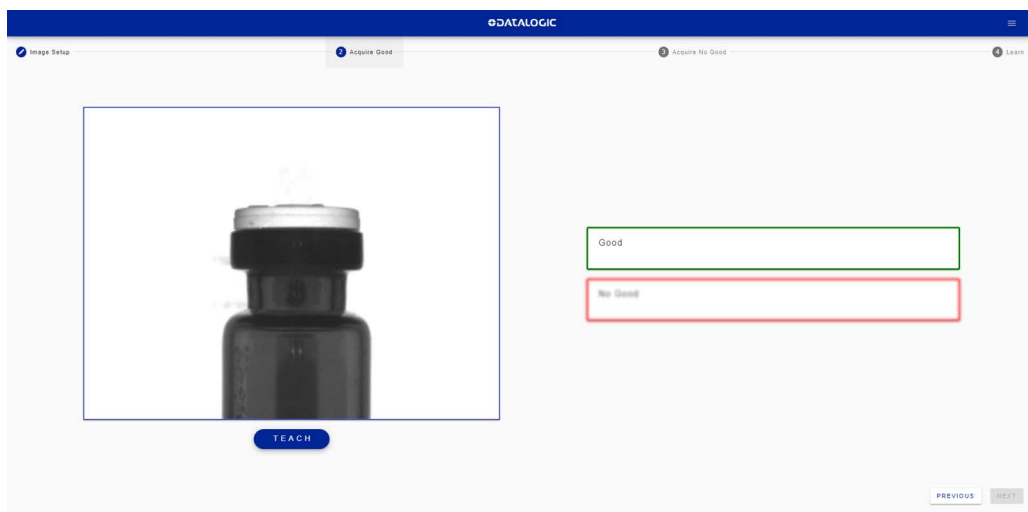 DATALOGIC
Image Setup
2 Acquire Good
3 Acquire No Good
4 Learn
Good
No Good
TEACH
PREVIOUS NEXT